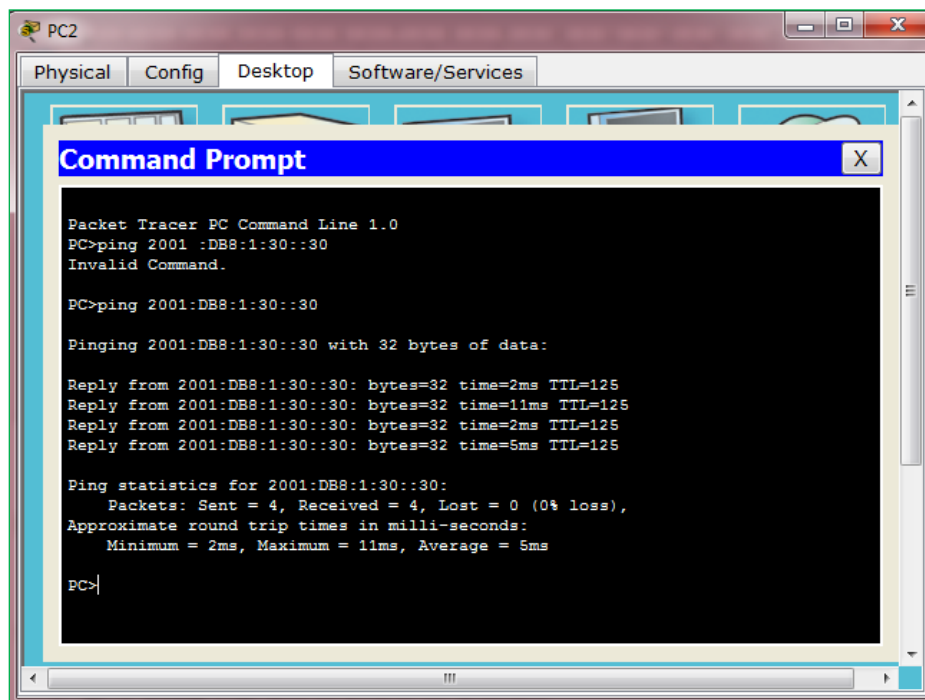 PC2
Physical Config Desktop Software/Services
Command Prompt
X
Packet Tracer PC Command Line 1.0
PC>ping 2001 :DB8:1:30::30
Invalid Command.
PC>ping 2001:DB8:1:30::30
Pinging 2001:DB8:1:30::30 with 32 bytes of data:
Reply from 2001:DB8:1:30::30: bytes=32 time=2ms TTL=125
Reply from 2001:DB8:1:30::30: bytes=32 time=11ms TTL=125
Reply from 2001:DB8:1:30::30: bytes=32 time=2ms TTL=125
Reply from 2001:DB8:1:30::30: bytes=32 time=5ms TTL=125
Ping statistics for 2001:DB8:1:30::30:
Packets: Sent = 4, Received = 4, Lost = 0 (0% loss),
Approximate round trip times in milli-seconds:
Minimum = 2ms, Maximum = 11ms, Average = 5ms
PC>